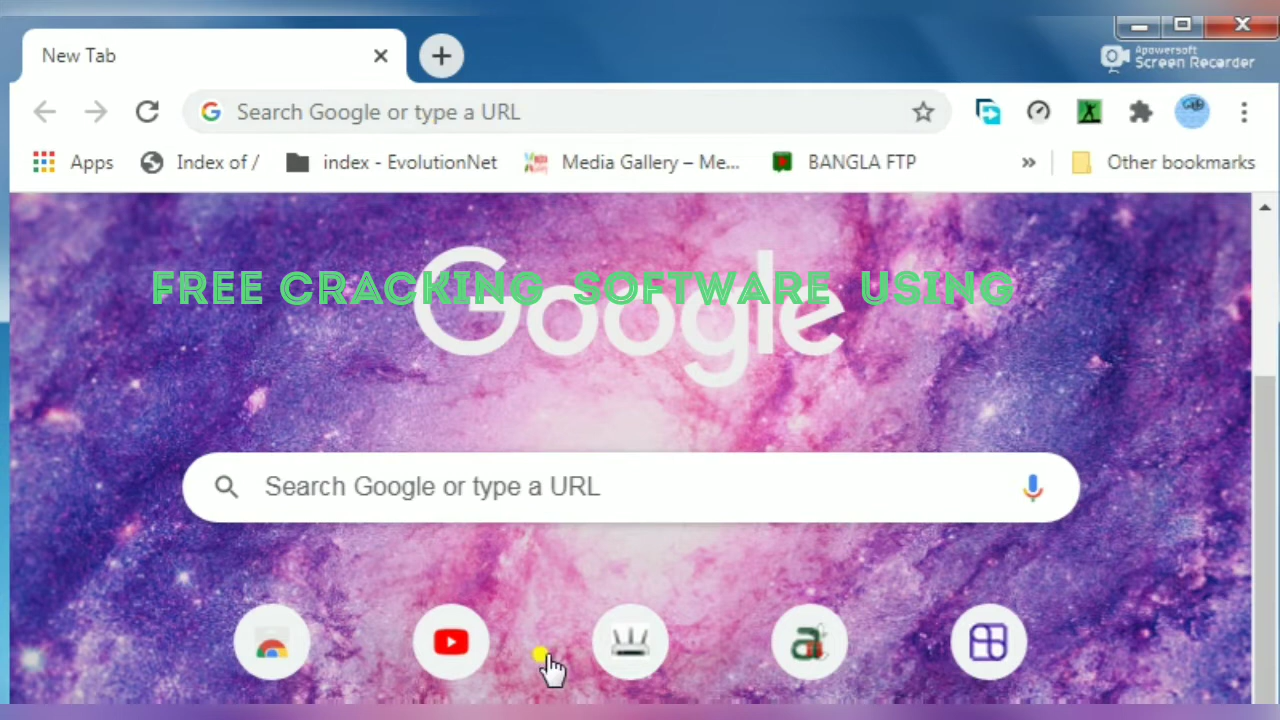 New Tab
Apowersoft
Screen Recorder
Search Google or type a URL
Apps Index of / index - EvolutionNet Media Gallery – Me... BANGLA FTP » Other bookmarks
Google
FREE CRACKING SOFTWARE USING
Search Google or type a URL